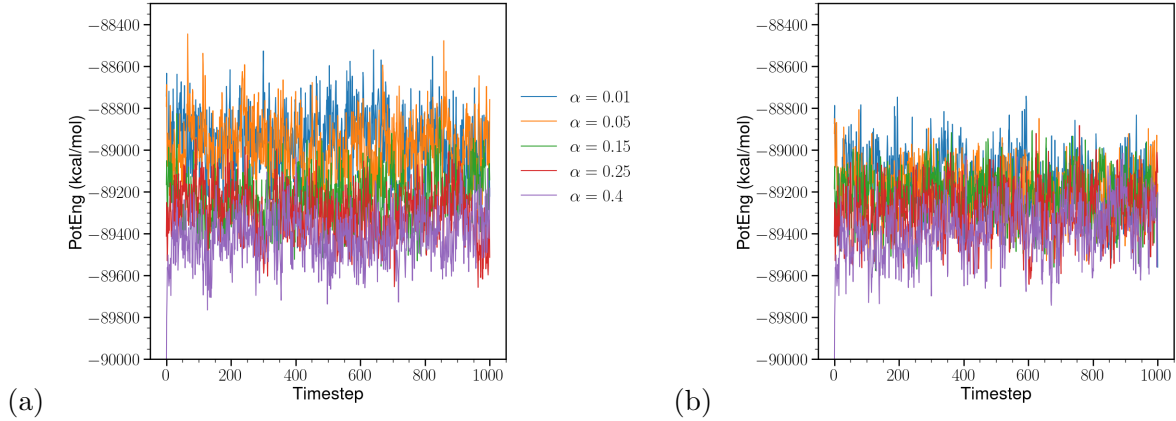 −88400
−88600
−88800
−89000
−89200
−89400
−89600
−89800
−90000
PotEng (kcal/mol)
0 200 400 600 800 1000
Timestep
α = 0.01
α = 0.05
α = 0.15
α = 0.25
α = 0.4
(a)
−88400
−88600
−88800
−89000
−89200
−89400
−89600
−89800
−90000
PotEng (kcal/mol)
0 200 400 600 800 1000
Timestep
(b)